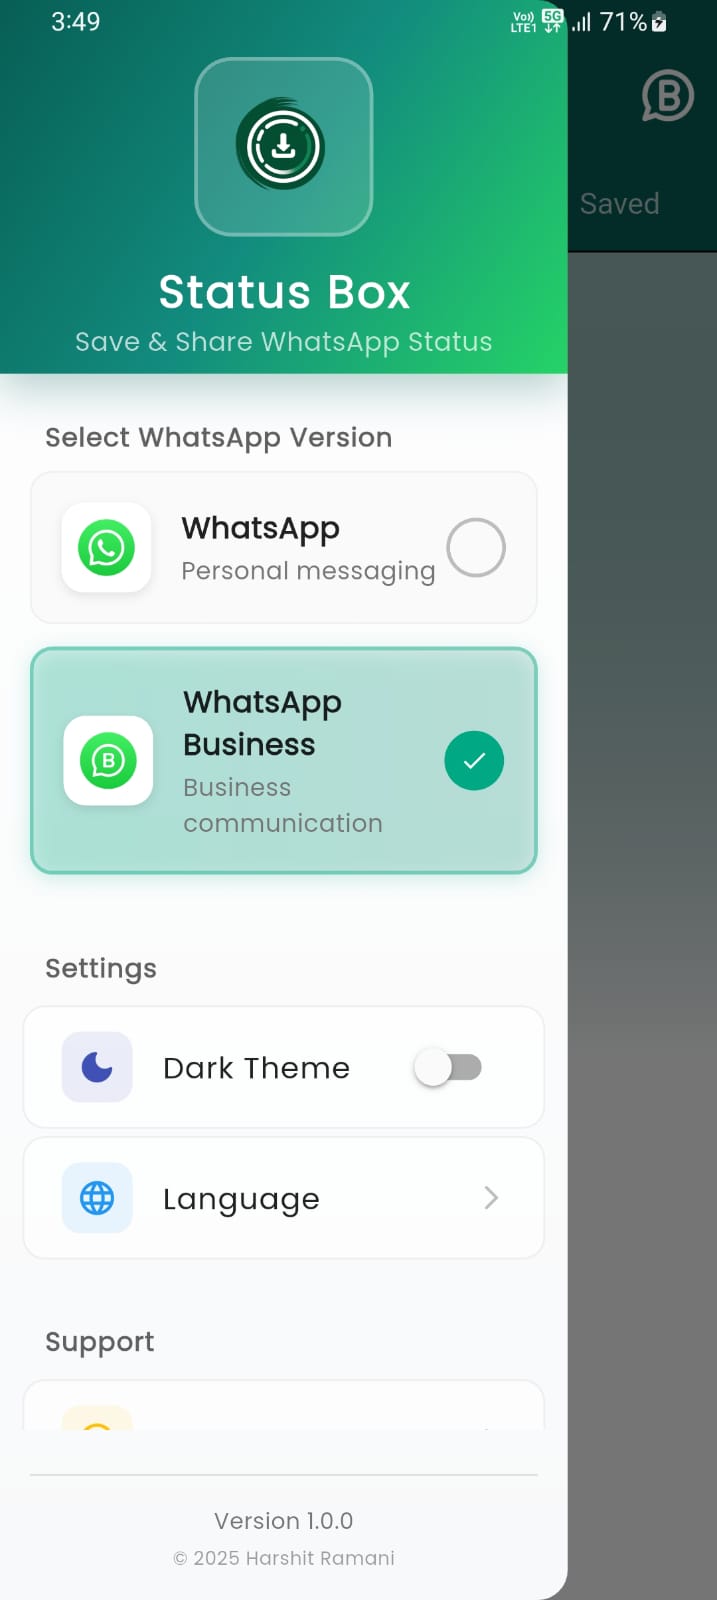 3:49
Vo)) LTE1 5G 71%
B
Saved
Status Box
Save & Share WhatsApp Status
Select WhatsApp Version
WhatsApp
Personal messaging
B
WhatsApp
Business
Business
communication
Settings
Dark Theme
Language
Support
Version 1.0.0
© 2025 Harshit Ramani